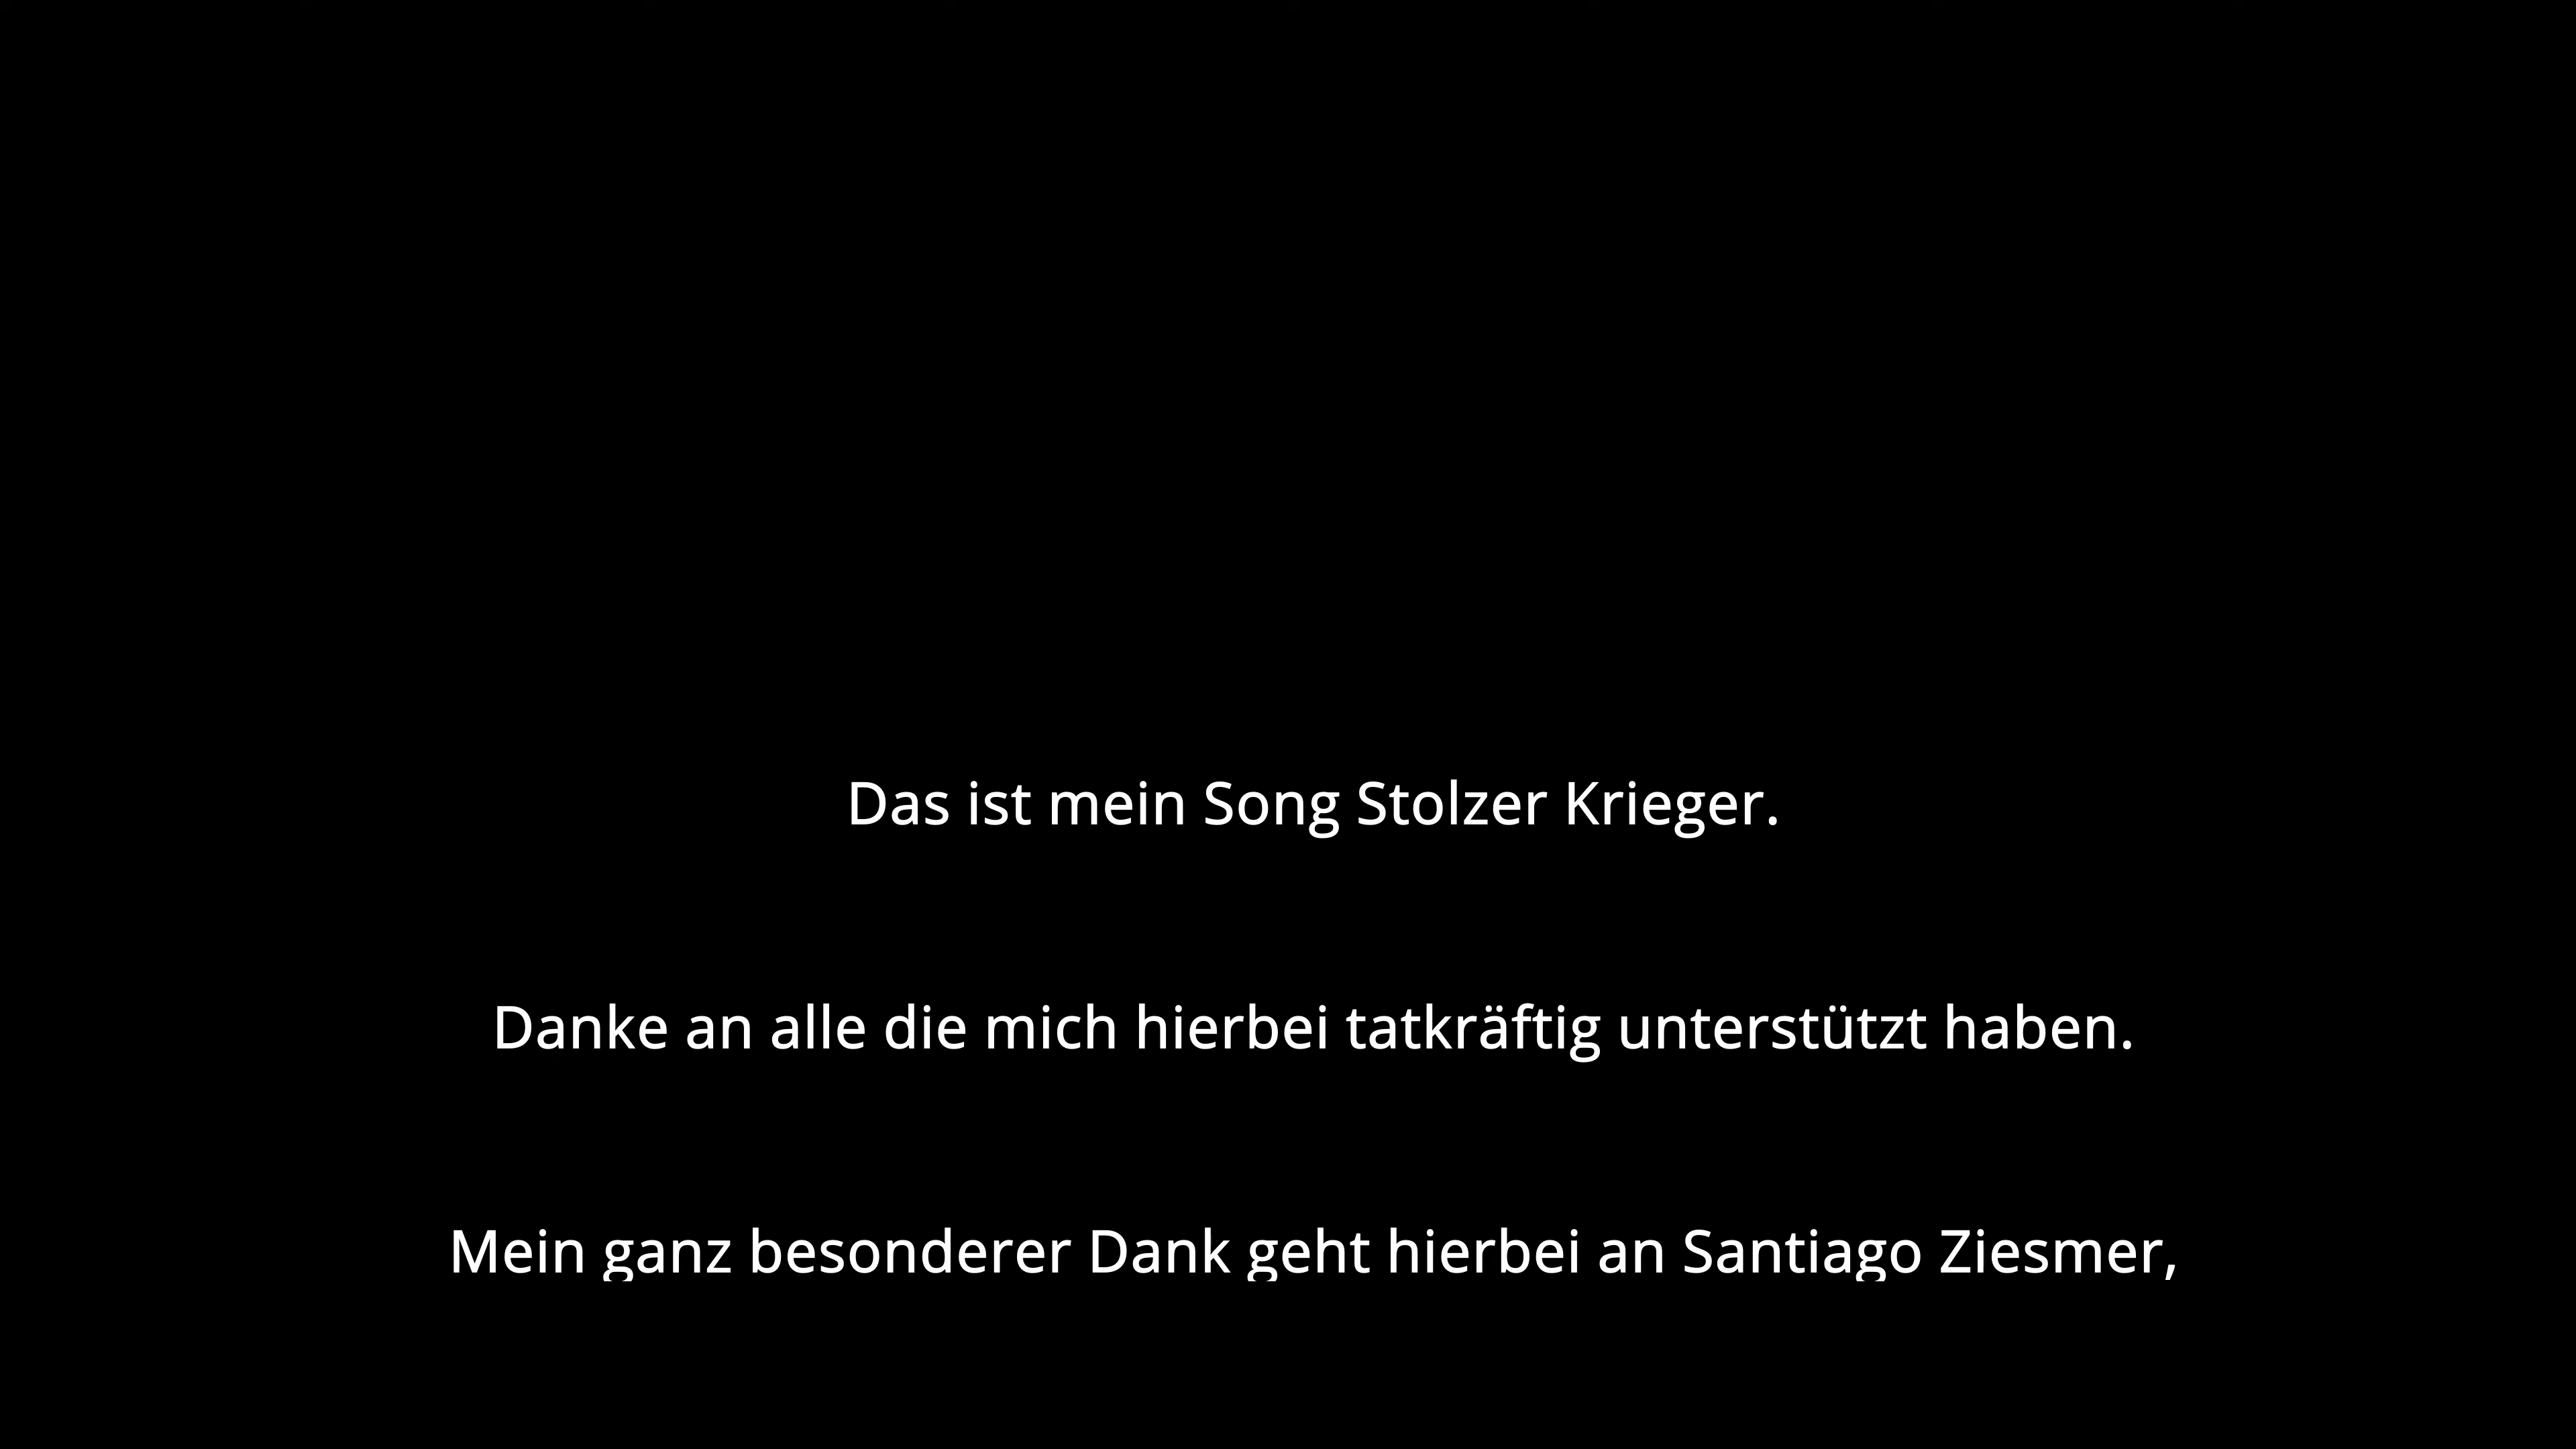 Das ist mein Song Stolzer Krieger.
Danke an alle die mich hierbei tatkräftig unterstützt haben.
Mein ganz besonderer Dank geht hierbei an Santiago Ziesmer,